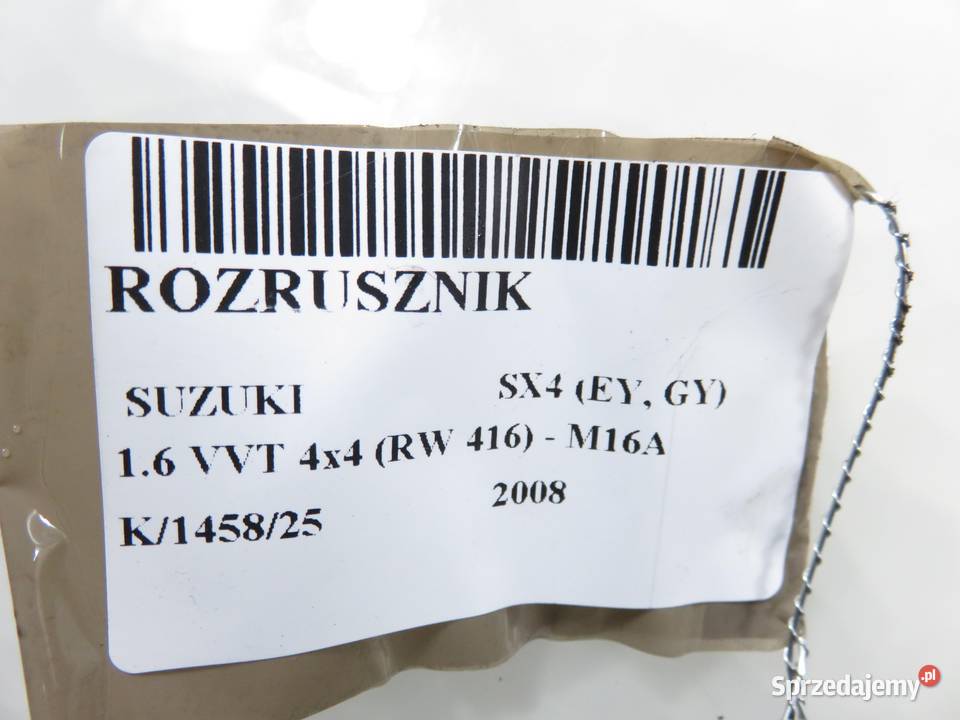 ROZRUSZNIK
SUZUKI SX4 (EY, GY)
1.6 VVT 4x4 (RW 416) - M16A
2008
K/1458/25
Sprzedajemy.pl